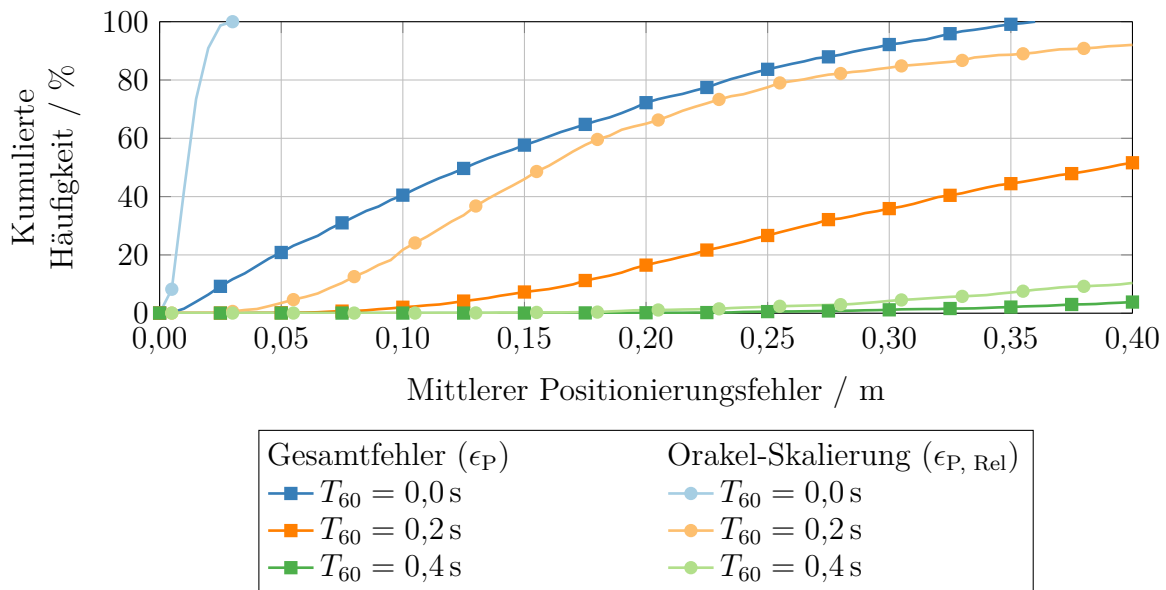 100
80
60
40
20
0
Kumulierte
Häufigkeit / %
0,00 0,05 0,10 0,15 0,20 0,25 0,30 0,35 0,40
Mittlerer Positionierungsfehler / m
Gesamtfehler (ϵP) Orakel-Skalierung (ϵP, Rel)
T60 = 0,0 s T60 = 0,0 s
T60 = 0,2 s T60 = 0,2 s
T60 = 0,4 s T60 = 0,4 s